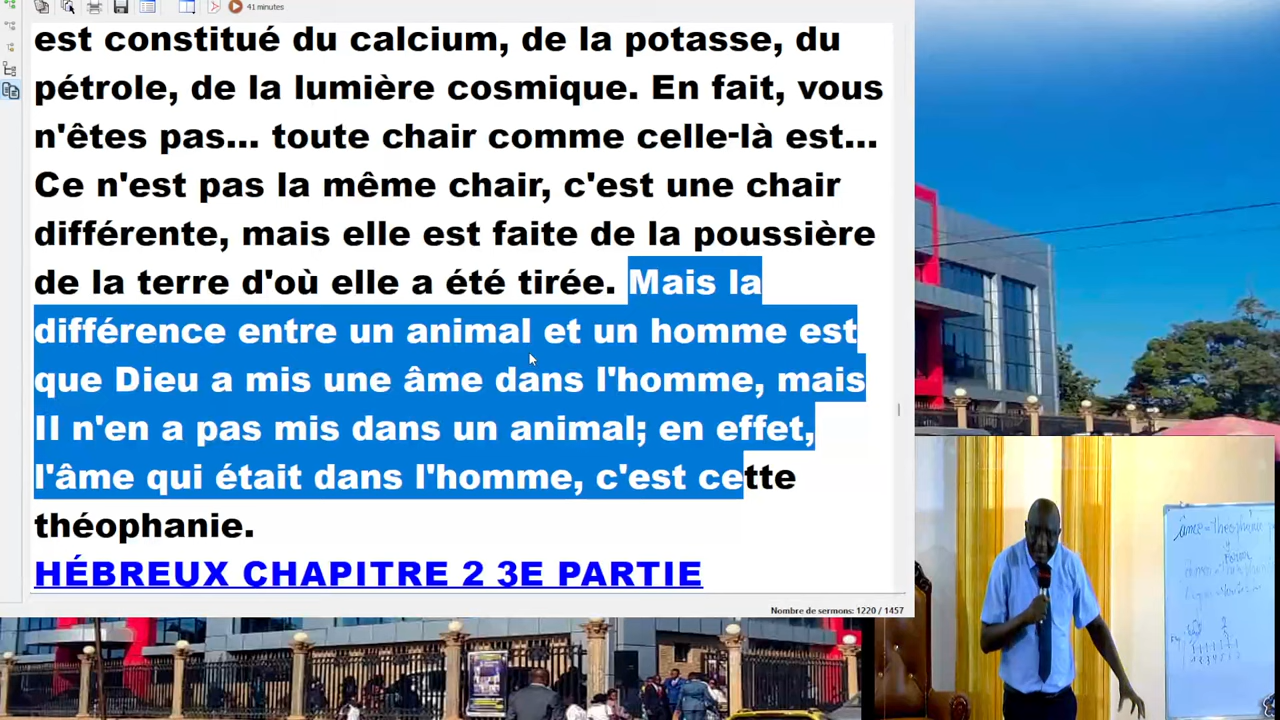 41 minutes
est constitué du calcium, de la potasse, du
pétrole, de la lumière cosmique. En fait, vous
n'êtes pas... toute chair comme celle-là est...
Ce n'est pas la même chair, c'est une chair
différente, mais elle est faite de la poussière
de la terre d'où elle a été tirée. Mais la
différence entre un animal et un homme est
que Dieu a mis une âme dans l'homme, mais
Il n'en a pas mis dans un animal; en effet,
l'âme qui était dans l'homme, c'est cette
théophanie.
HÉBREUX CHAPITRE 2 3E PARTIE
Nombre de sermons: 1220 / 1457
âme = Théophanie